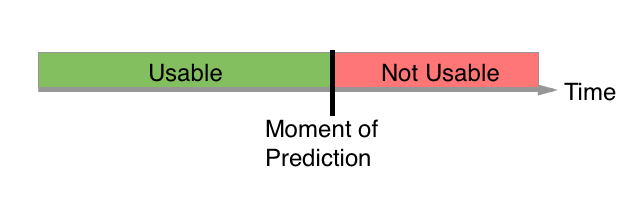 Usable
Not Usable
Time
Moment of
Prediction